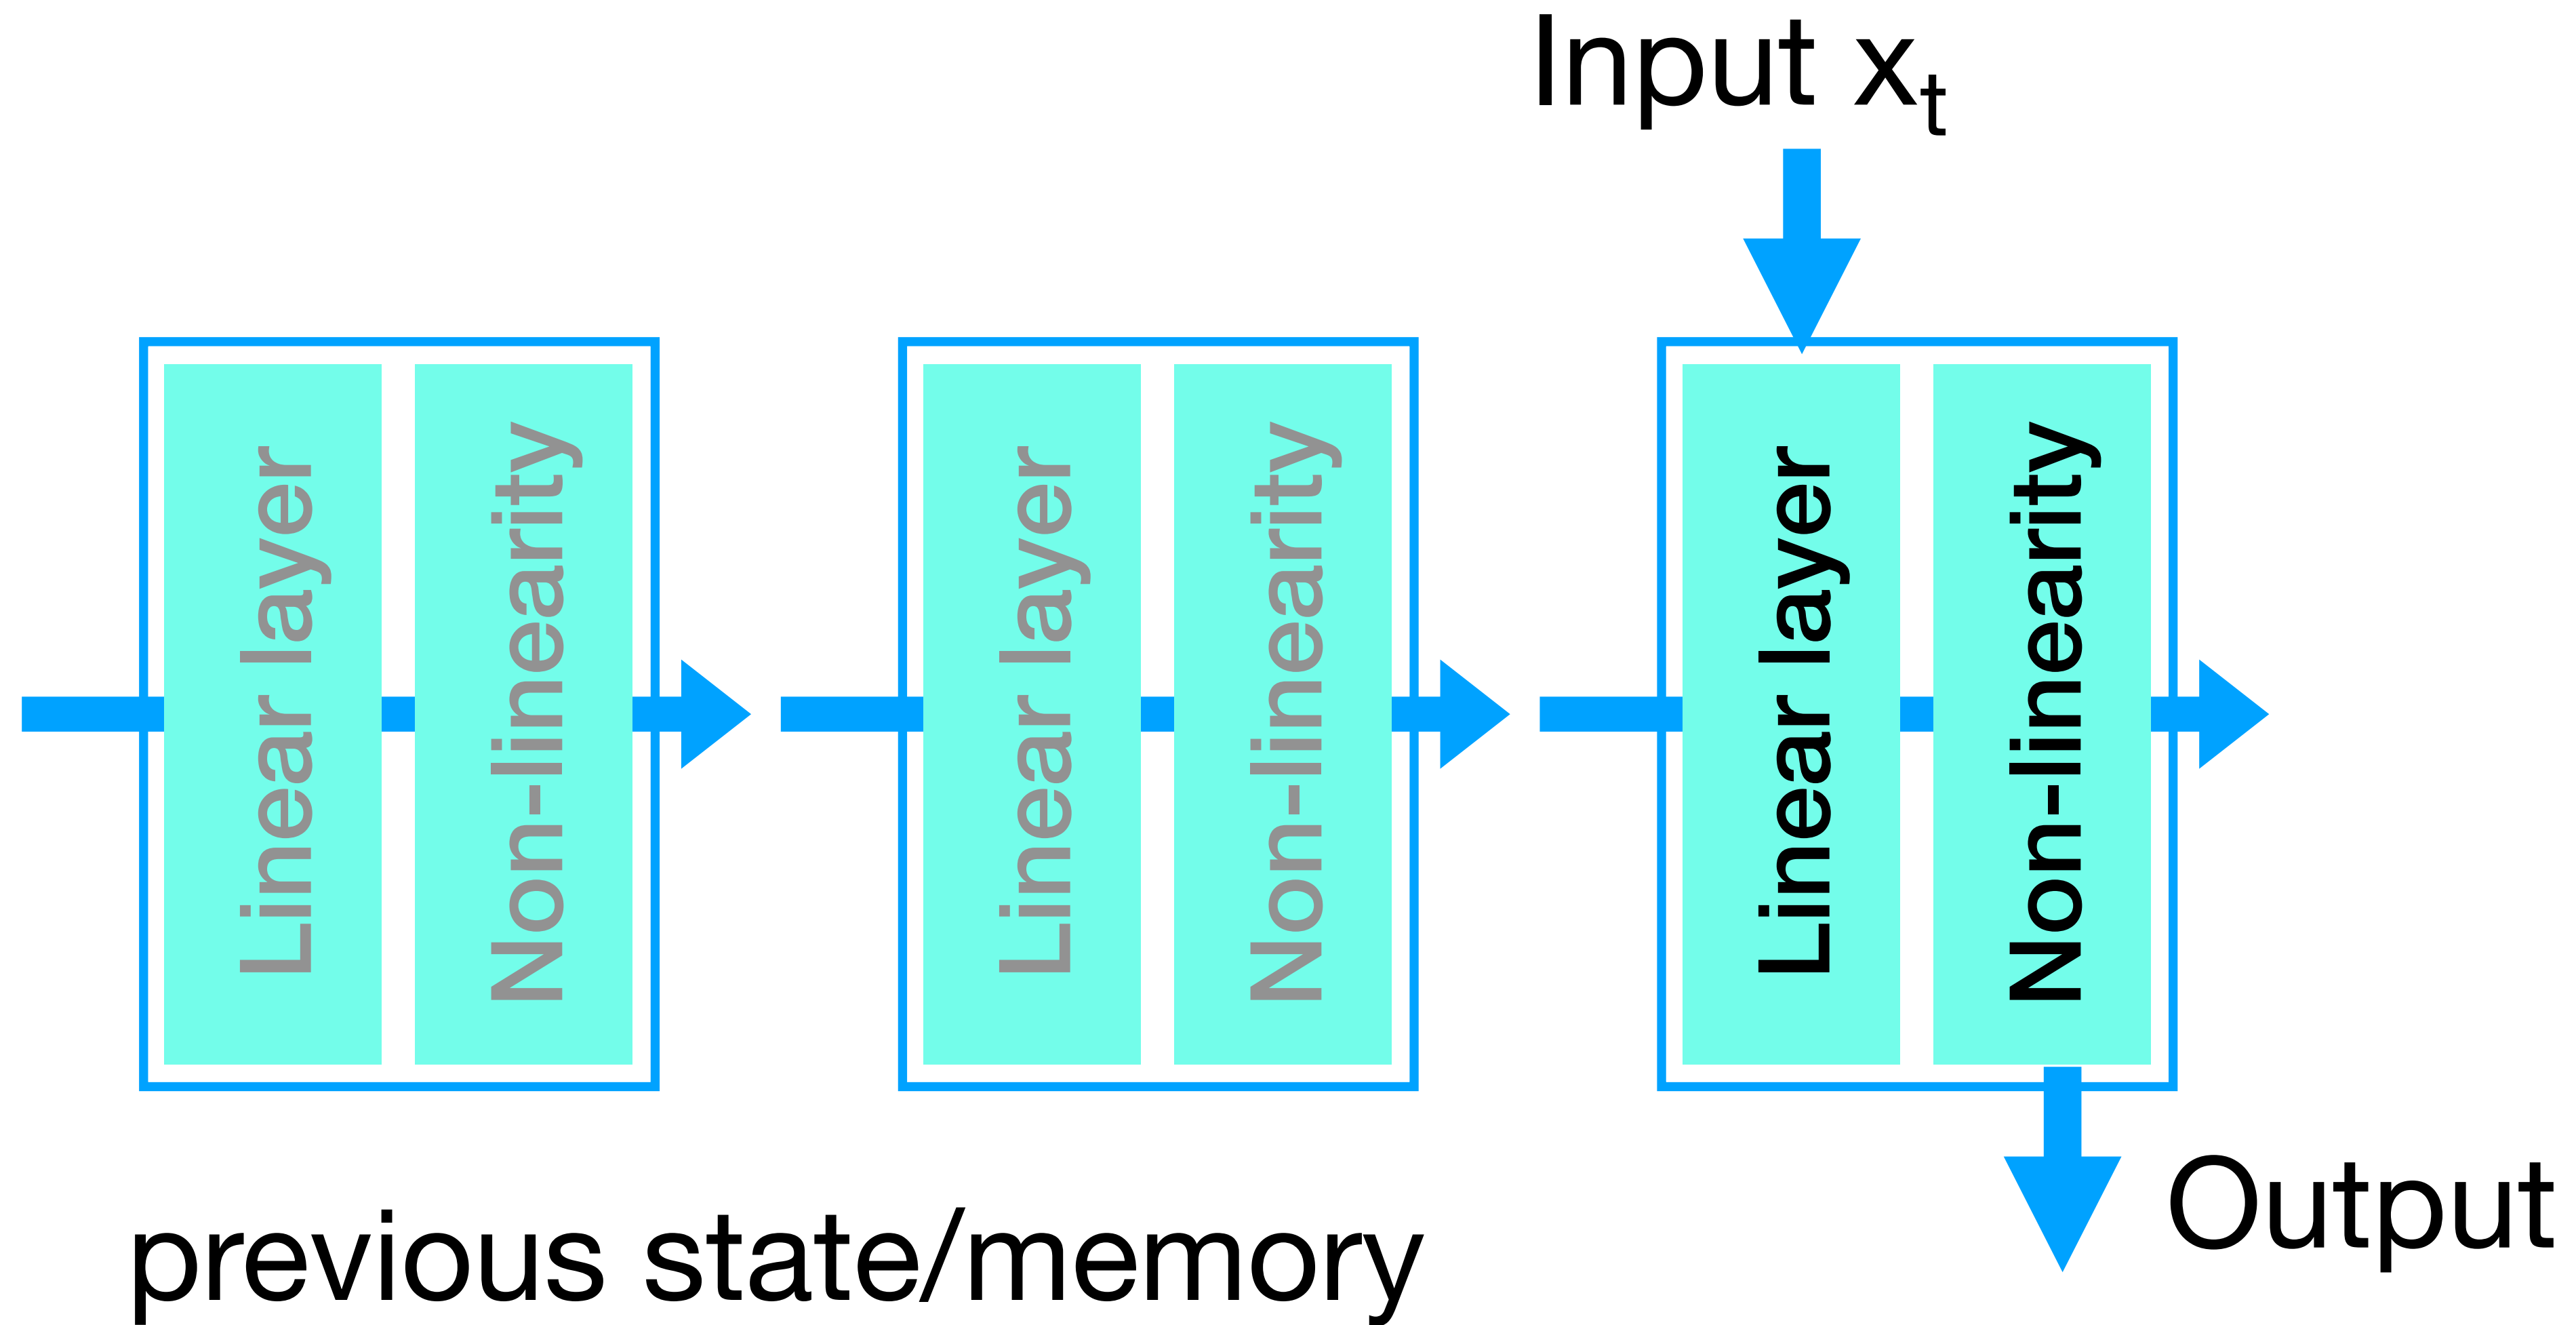 Input xt
Linear layer
Non-linearity
Linear layer
Non-linearity
Linear layer
Non-linearity
Output
previous state/memory